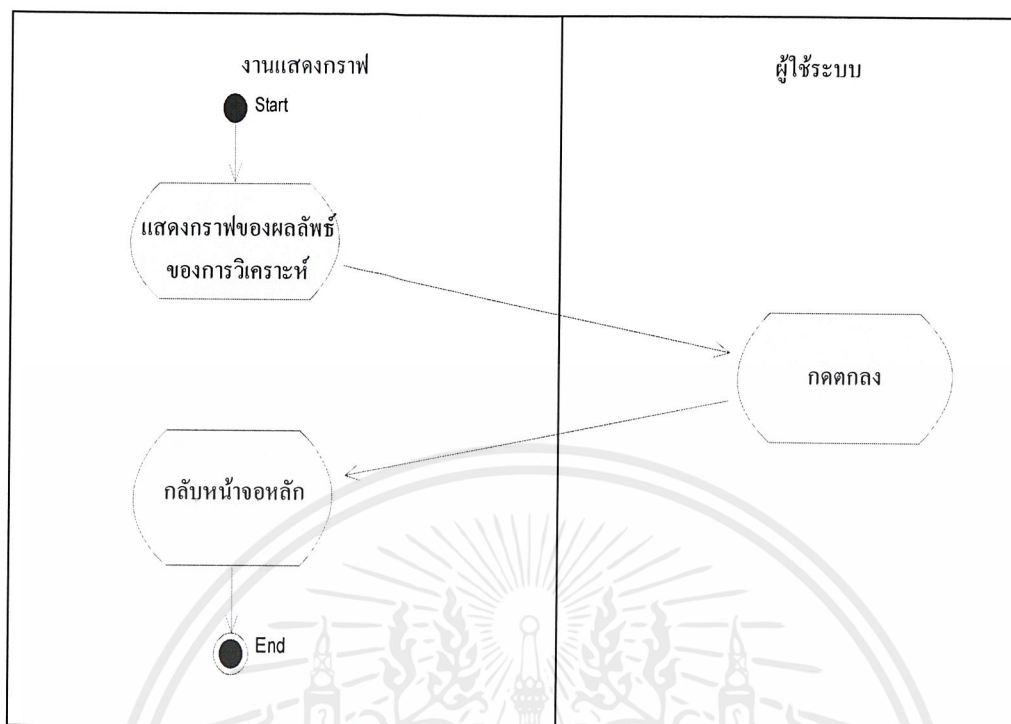 งานแสดงกราฟ
ผู้ใช้ระบบ
Start
แสดงกราฟของผลลัพธ์
ของการวิเคราะห์
กดตกลง
กลับหน้าจอหลัก
End